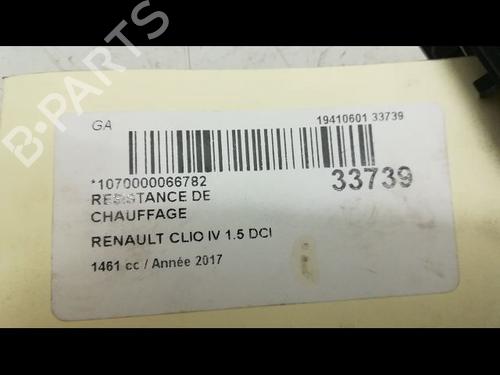 GA
19410601 33739
*1070000066782
33739
RESISTANCE DE
CHAUFFAGE
RENAULT CLIO IV 1.5 DCI
1461 cc / Année 2017
B-PARTS